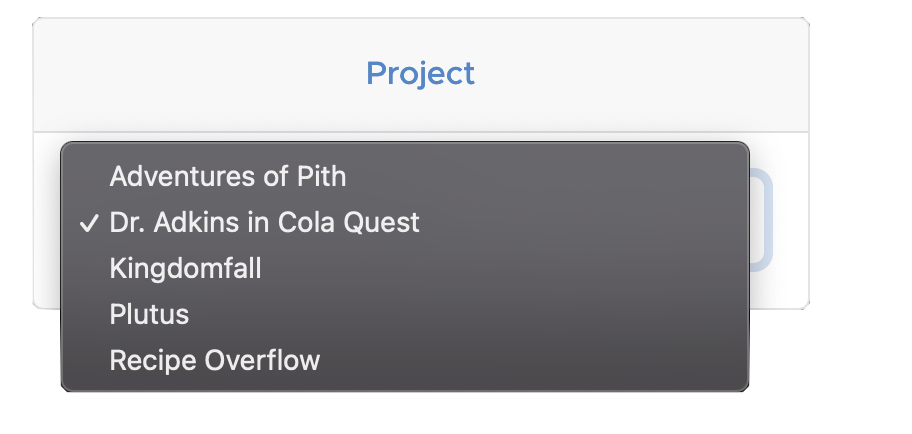 Project
Adventures of Pith
✓ Dr. Adkins in Cola Quest
Kingdomfall
Plutus
Recipe Overflow